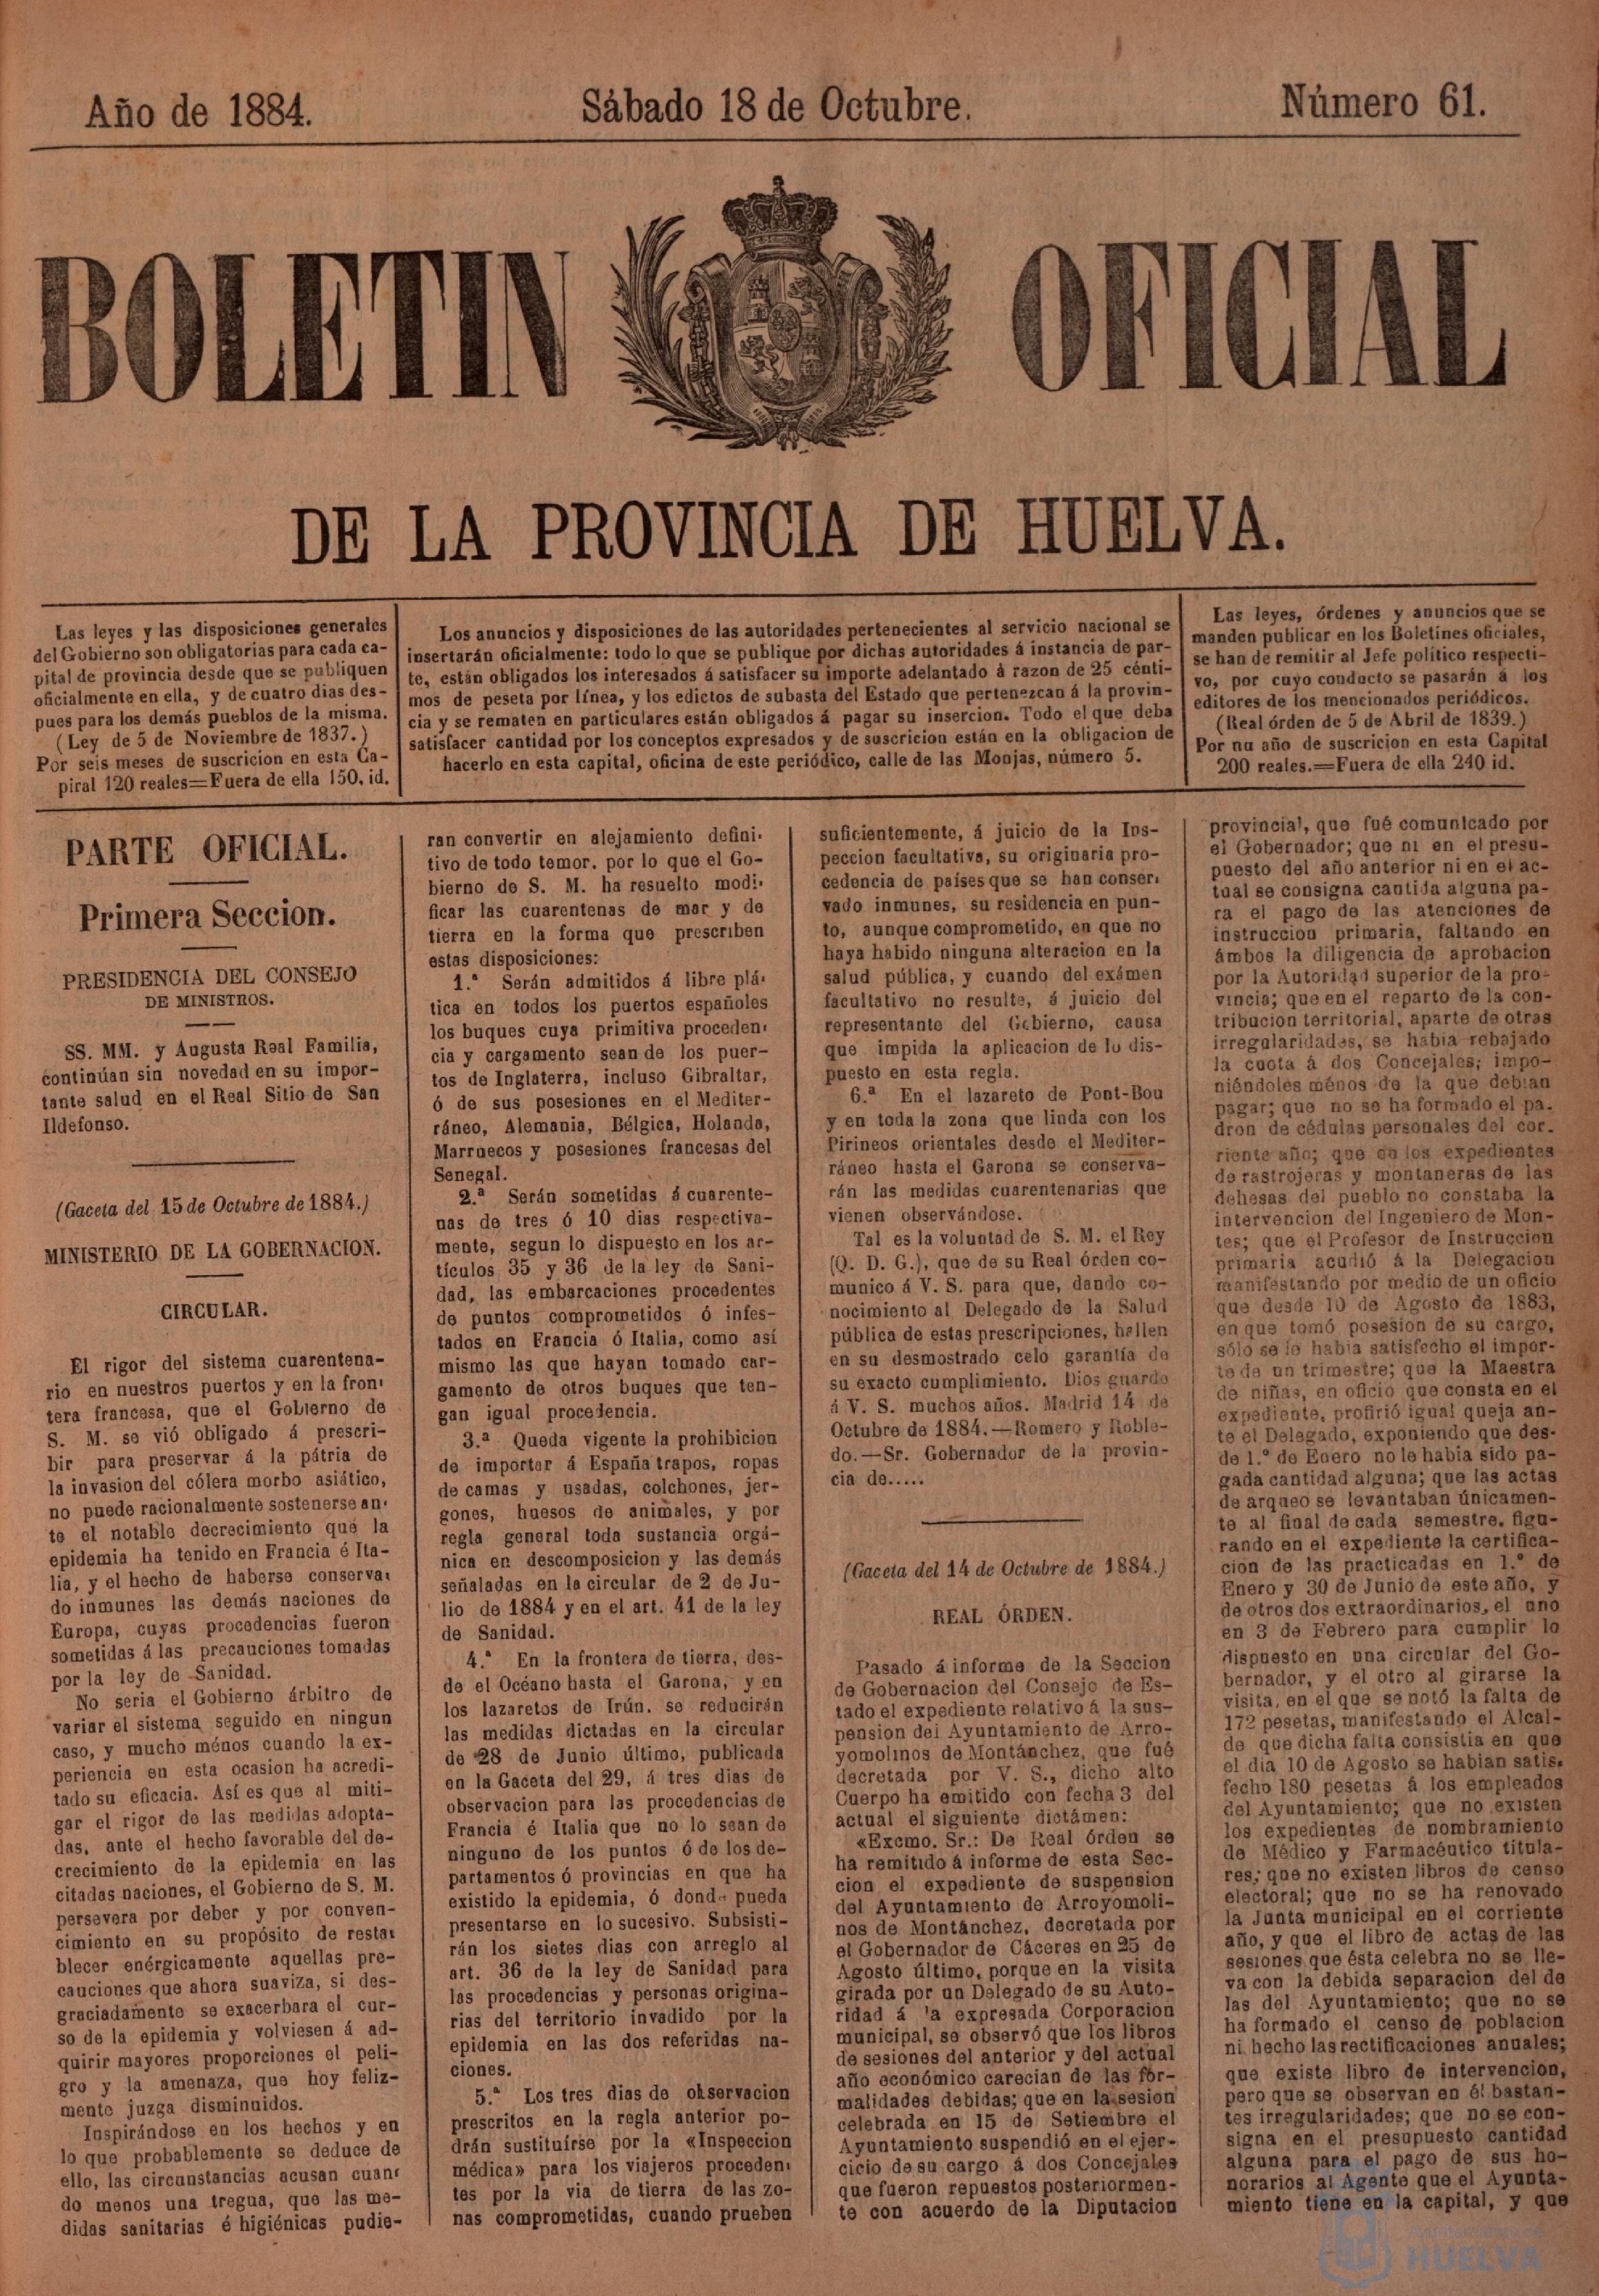 Año de 1884.
Sábado 18 de Octubre.
Número 61.
BOLETIN OFICIAL
DE LA PROVINCIA DE HUELVA.
Las leyes y las disposiciones generales
del Gobierno son obligatorias para cada ca-
pital de provincia desde que se publiquen
oficialmente en ella, y de cuatro dias des-
pues para los demás pueblos de la misma.
(Ley de 5 de Noviembre de 1837.)
Por seis meses de suscricion en esta Ca-
piral 120 reales=Fuera de ella 150, id.
Los anuncios y disposiciones de las autoridades pertenecientes al servicio nacional se
insertarán oficialmente: todo lo que se publique por dichas autoridades á instancia de par-
te, están obligados los interesados á satisfacer su importe adelantado á razon de 25 cénti-
mos de peseta por línea, y los edictos de subasta del Estado que pertenezcan á la provin-
cia y se rematen en particulares están obligados á pagar su insercion. Todo el que deba
satisfacer cantidad por los conceptos expresados y de suscricion están en la obligacion de
hacerlo en esta capital, oficina de este periódico, calle de las Monjas, número 5.
Las leyes, órdenes y anuncios que se
manden publicar en los Boletines oficiales,
se han de remitir al Jefe político respecti-
vo, por cuyo conducto se pasarán á los
editores de los mencionados periódicos.
(Real órden de 5 de Abril de 1839.)
Por nu año de suscricion en esta Capital
200 reales.=Fuera de ella 240 id.
PARTE OFICIAL.
Primera Seccion.
PRESIDENCIA DEL CONSEJO
DE MINISTROS.
SS. MM. y Augusta Real Familia,
continúan sin novedad en su impor-
tante salud en el Real Sitio de San
Ildefonso.
(Gaceta del 15 de Octubre de 1884.)
MINISTERIO DE LA GOBERNACION.
CIRCULAR.
El rigor del sistema cuarentena-
rio en nuestros puertos y en la fron-
tera francesa, que el Gobierno de
S. M. se vió obligado á prescri-
bir para preservar á la pátria de
la invasion del cólera morbo asiático,
no puede racionalmente sostenerse an-
te el notable decrecimiento que la
epidemia ha tenido en Francia é Ita-
lia, y el hecho de haberse conserva-
do inmunes las demás naciones de
Europa, cuyas procedencias fueron
sometidas á las precauciones tomadas
por la ley de Sanidad.
No seria el Gobierno árbitro de
variar el sistema seguido en ningun
caso, y mucho ménos cuando la ex-
periencia en esta ocasion ha acredi-
tado su eficacia. Así es que al miti-
gar el rigor de las medidas adopta-
das, ante el hecho favorable del de-
crecimiento de la epidemia en las
citadas naciones, el Gobierno de S. M.
persevera por deber y por conven-
cimiento en su propósito de resta-
blecer enérgicamente aquellas pre-
cauciones que ahora suaviza, si des-
graciadamente se exacerbara el cur-
so de la epidemia y volviesen á ad-
quirir mayores proporciones el peli-
gro y la amenaza, que hoy feliz-
mente juzga disminuidos.
Inspirándose en los hechos y en
lo que probablemente se deduce de
ello, las circunstancias acusan cuan-
do menos una tregua, que las me-
didas sanitarias é higiénicas pudie-
ran convertir en alejamiento defini-
tivo de todo temor. por lo que el Go-
bierno de S. M. ha resuelto modi-
ficar las cuarentenas de mar y de
tierra en la forma que prescriben
estas disposiciones:
1.ª Serán admitidos á libre plá-
tica en todos los puertos españoles
los buques cuya primitiva proceden-
cia y cargamento sean de los puer-
tos de Inglaterra, incluso Gibraltar,
ó de sus posesiones en el Mediter-
ráneo, Alemania, Bélgica, Holanda,
Marruecos y posesiones francesas del
Senegal.
2.ª Serán sometidas á cuarente-
nas de tres ó 10 dias respectiva-
mente, segun lo dispuesto en los ar-
tículos 35 y 36 de la ley de Sani-
dad, las embarcaciones procedentes
de puntos comprometidos ó infes-
tados en Francia ó Italia, como así
mismo las que hayan tomado car-
gamento de otros buques que ten-
gan igual procedencia.
3.ª Queda vigente la prohibicion
de importar á España trapos, ropas
de camas y usadas, colchones, jer-
gones, huesos de animales, y por
regla general toda sustancia orgá-
nica en descomposicion y las demás
señaladas en la circular de 2 de Ju-
lio de 1884 y en el art. 41 de la ley
de Sanidad.
4.ª En la frontera de tierra, des-
de el Océano hasta el Garona, y en
los lazaretos de Irún. se reducirán
las medidas dictadas en la circular
de 28 de Junio último, publicada
en la Gaceta del 29, á tres dias de
observacion para las procedencias de
Francia é Italia que no lo sean de
ninguno de los puntos ó de los de-
partamentos ó provincias en que ha
existido la epidemia, ó donde pueda
presentarse en lo sucesivo. Subsisti-
rán los sietes dias con arreglo al
art. 36 de la ley de Sanidad para
las procedencias y personas origina-
rias del territorio invadido por la
epidemia en las dos referidas na-
ciones.
5.ª Los tres dias de observacion
prescritos en la regla anterior po-
drán sustituírse por la «Inspeccion
médica» para los viajeros proceden-
tes por la via de tierra de las zo-
nas comprometidas, cuando prueben
suficientemente, á juicio de la Ins-
peccion facultativa, su originaria pro-
cedencia de países que se han conser-
vado inmunes, su residencia en pun-
to, aunque comprometido, en que no
haya habido ninguna alteracion en la
salud pública, y cuando del exámen
facultativo no resulte, á juicio del
representante del Gobierno, causa
que impida la aplicacion de lo dis-
puesto en esta regla.
6.ª En el lazareto de Pont-Bou
y en toda la zona que linda con los
Pirineos orientales desde el Mediter-
ráneo hasta el Garona se conserva-
rán las medidas cuarentenarias que
vienen observándose.
Tal es la voluntad de S. M. el Rey
(Q. D. G.), que de su Real órden co-
munico á V. S. para que, dando co-
nocimiento al Delegado de la Salud
pública de estas prescripciones, hallen
en su desmostrado celo garantía de
su exacto cumplimiento. Dios guarde
á V. S. muchos años. Madrid 14 de
Octubre de 1884.—Romero y Roble-
do.—Sr. Gobernador de la provin-
cia de.....
(Gaceta del 14 de Octubre de 1884.)
REAL ÓRDEN.
Pasado á informe de la Seccion
de Gobernacion del Consejo de Es-
tado el expediente relativo á la sus-
pension del Ayuntamiento de Arro-
yomolinos de Montánchez, que fué
decretada por V. S., dicho alto
Cuerpo ha emitido con fecha 3 del
actual el siguiente dictámen:
«Excmo. Sr.: De Real órden se
ha remitido á informe de esta Sec-
cion el expediente de suspension
del Ayuntamiento de Arroyomoli-
nos de Montánchez, decretada por
el Gobernador de Cáceres en 25 de
Agosto último, porque en la visita
girada por un Delegado de su Auto-
ridad á 'a expresada Corporacion
municipal, se observó que los libros
de sesiones del anterior y del actual
año económico carecian de las for-
malidades debidas; que en la sesion
celebrada en 15 de Setiembre el
Ayuntamiento suspendió en el ejer-
cicio de su cargo á dos Concejales
que fueron repuestos posteriormen-
te con acuerdo de la Diputacion
provincial, que fué comunicado por
el Gobernador; que ni en el presu-
puesto del año anterior ni en el ac-
tual se consigna cantida alguna pa-
ra el pago de las atenciones de
instruccion primaria, faltando en
ámbos la diligencia de aprobacion
por la Autoridad superior de la pro-
vincia; que en el reparto de la con-
tribucion territorial, aparte de otras
irregularidades, se habia rebajado
la cuota á dos Concejales; impo-
niéndoles ménos de la que debian
pagar; que no se ha formado el pa-
dron de cédulas personales del cor-
riente año; que en los expedientes
de rastrojeras y montaneras de las
dehesas del pueblo no constaba la
intervencion del Ingeniero de Mon-
tes; que el Profesor de Instruccion
primaria acudió á la Delegacion
manifestando por medio de un oficio
que desde 10 de Agosto de 1883,
en que tomó posesion de su cargo,
sólo se le habia satisfecho el impor-
te de un trimestre; que la Maestra
de niñas, en oficio que consta en el
expediente, profirió igual queja an-
te el Delegado, exponiendo que des-
de 1.º de Enero no le habia sido pa-
gada cantidad alguna; que las actas
de arqueo se levantaban únicamen-
te al final de cada semestre. figu-
rando en el expediente la certifica-
cion de las practicadas en 1.º de
Enero y 30 de Junio de este año, y
de otros dos extraordinarios, el uno
en 3 de Febrero para cumplir lo
dispuesto en una circular del Go-
bernador, y el otro al girarse la
visita, en el que se notó la falta de
172 pesetas, manifestando el Alcal-
de que dicha falta consistia en que
el dia 10 de Agosto se habian satis-
fecho 180 pesetas á los empleados
del Ayuntamiento; que no existen
los expedientes de nombramiento
de Médico y Farmacéutico titula-
res; que no existen libros de censo
electoral; que no se ha renovado
la Junta municipal en el corriente
año, y que el libro de actas de las
sesiones que ésta celebra no se lle-
va con la debida separacion del de
las del Ayuntamiento; que no se
ha formado el censo de poblacion
ni hecho las rectificaciones anuales;
que existe libro de intervencion,
pero que se observan en él bastan-
tes irregularidades; que no se con-
signa en el presupuesto cantidad
alguna para el pago de sus ho-
norarios al Agente que el Ayunta-
miento tiene en la capital, y que
HUELVA